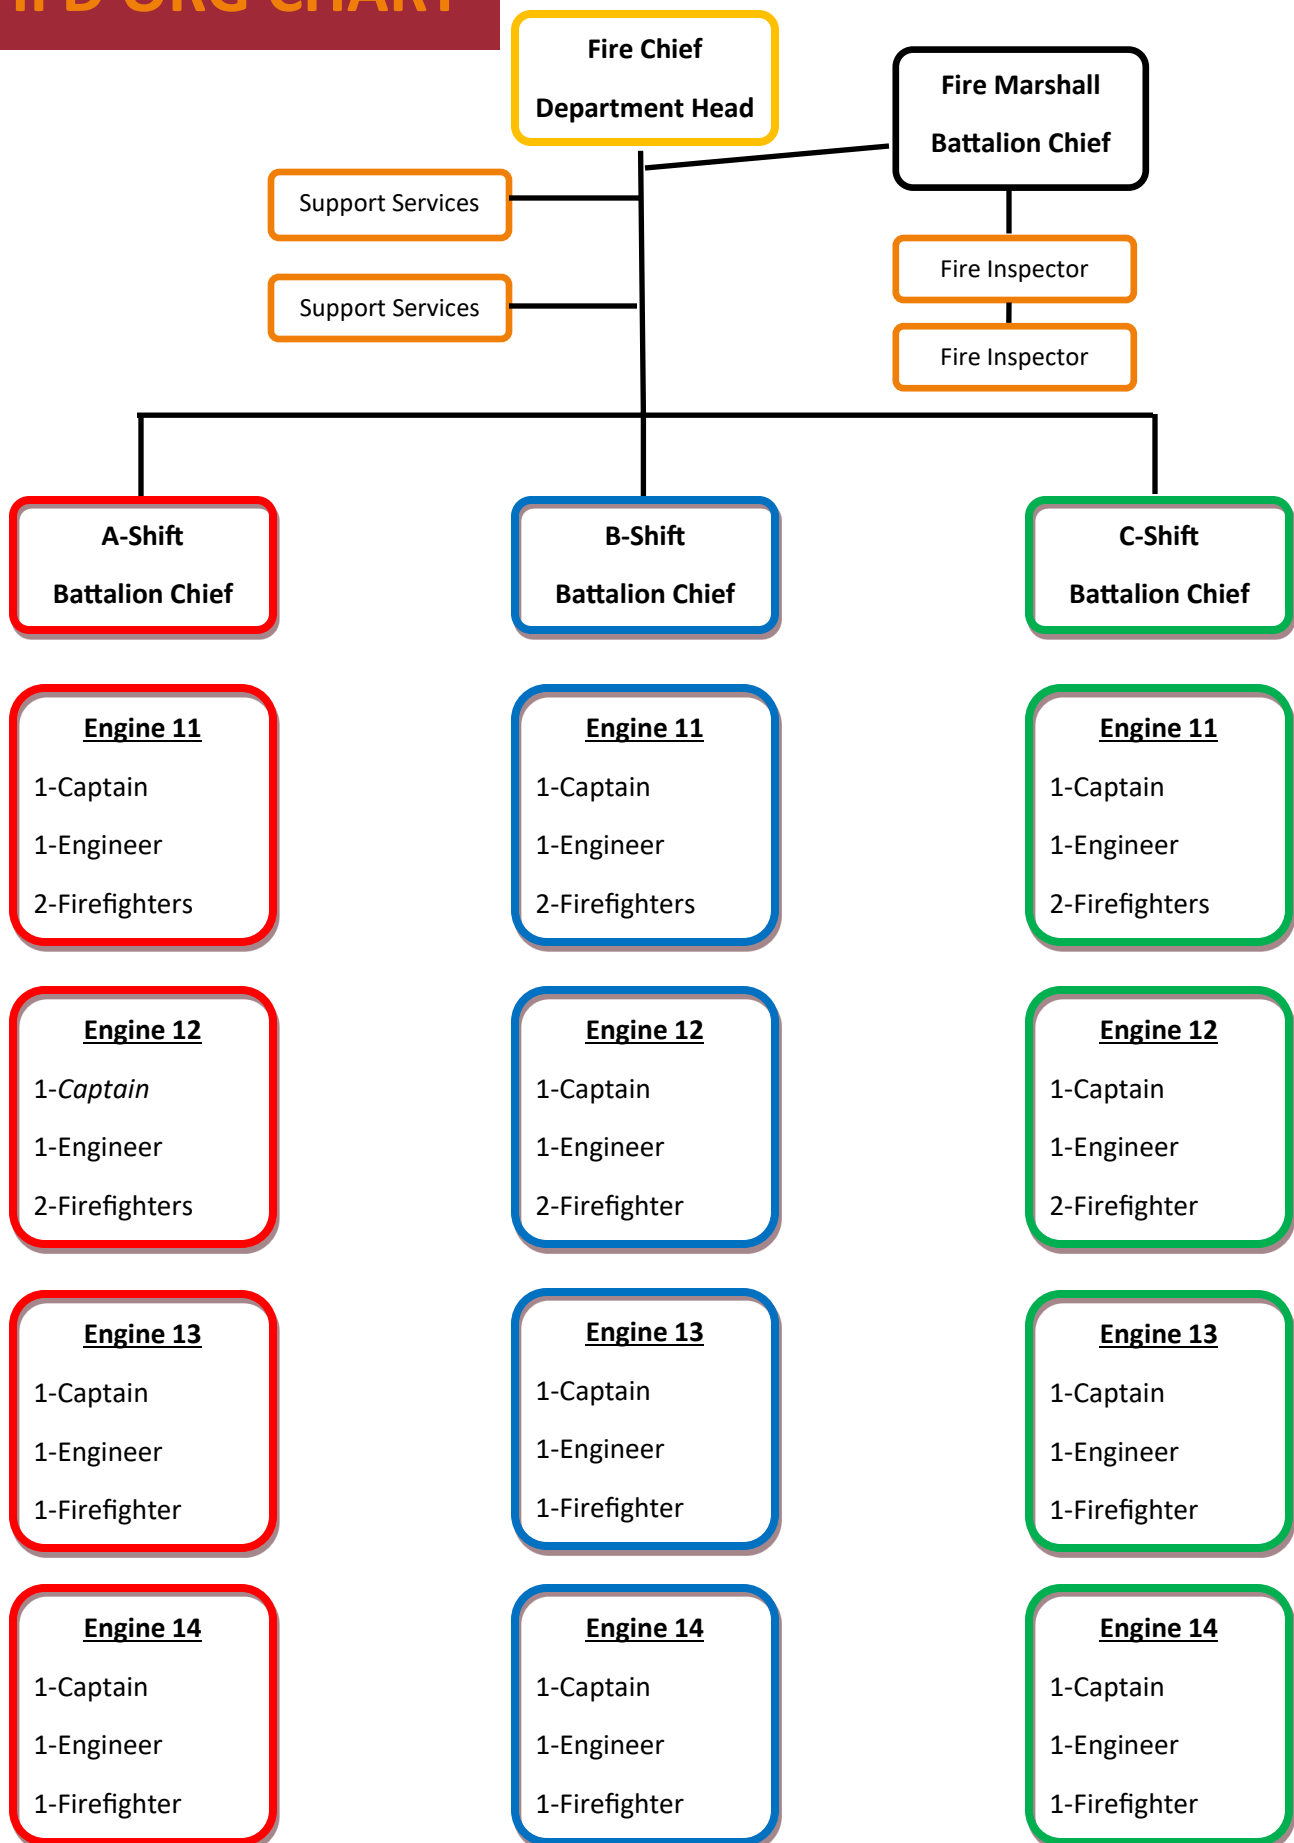 ORG CHART
Fire Chief
Department Head
Fire Marshall
Battalion Chief
Support Services
Support Services
Fire Inspector
Fire Inspector
A-Shift
Battalion Chief
Engine 11
1-Captain
1-Engineer
2-Firefighters
Engine 12
1-Captain
1-Engineer
2-Firefighters
Engine 13
1-Captain
1-Engineer
1-Firefighter
Engine 14
1-Captain
1-Engineer
1-Firefighter
B-Shift
Battalion Chief
Engine 11
1-Captain
1-Engineer
2-Firefighters
Engine 12
1-Captain
1-Engineer
2-Firefighter
Engine 13
1-Captain
1-Engineer
1-Firefighter
Engine 14
1-Captain
1-Engineer
1-Firefighter
C-Shift
Battalion Chief
Engine 11
1-Captain
1-Engineer
2-Firefighters
Engine 12
1-Captain
1-Engineer
2-Firefighter
Engine 13
1-Captain
1-Engineer
1-Firefighter
Engine 14
1-Captain
1-Engineer
1-Firefighter